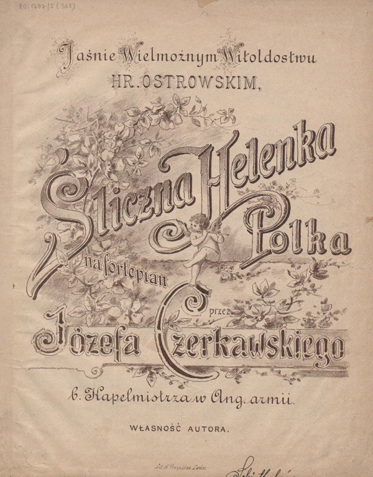 Jaśnie Wielmożnym Witoldostwu
HR. OSTROWSKIM,
Śliczna Helenka
Polka
na fortepian
przez
Józefa Czerkawskiego
b. Kapelmistrza w Ang. armii.
WŁASNOŚĆ AUTORA.